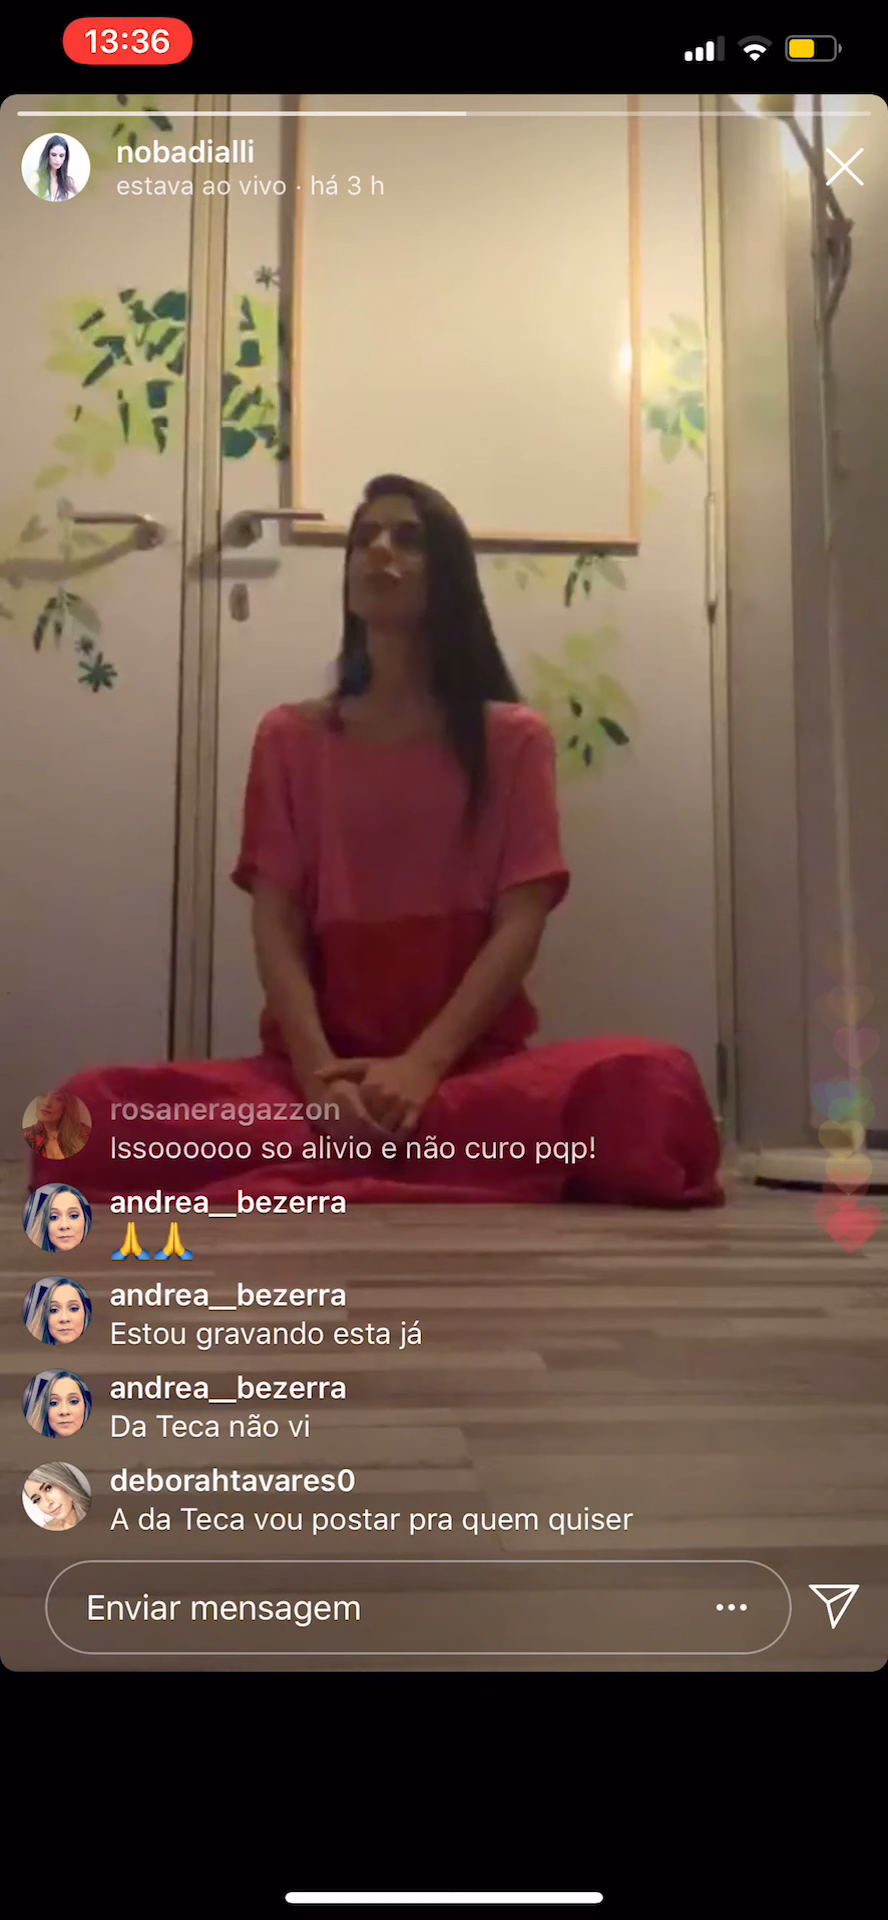 13:36
nobadialli
estava ao vivo · há 3 h
rosaneragazzon
Issoooooo so alivio e não curo pqp!
andrea__bezerra
🙏🙏
andrea__bezerra
Estou gravando esta já
andrea__bezerra
Da Teca não vi
deborahtavares0
A da Teca vou postar pra quem quiser
Enviar mensagem